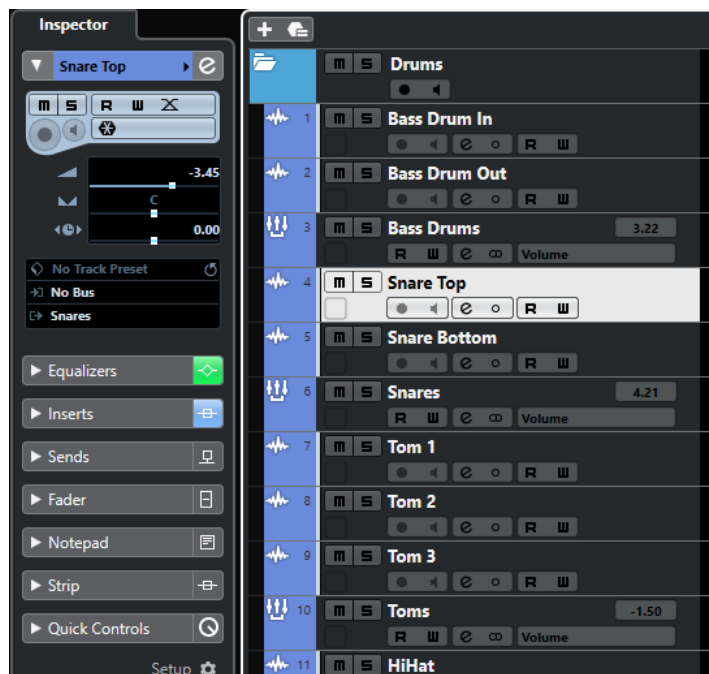 Inspector
Snare Top
m S R W
-3.45
C
0.00
No Track Preset
No Bus
Snares
Equalizers
Inserts
Sends
Fader
Notepad
Strip
Quick Controls
Setup
m S Drums
1 m S Bass Drum In
e R W
2 m S Bass Drum Out
e R W
3 m S Bass Drums 3.22
R W e Volume
4 m S Snare Top
e R W
5 m S Snare Bottom
e R W
6 m S Snares 4.21
R W e Volume
7 m S Tom 1
e R W
8 m S Tom 2
e R W
9 m S Tom 3
e R W
10 m S Toms -1.50
R W e Volume
11 m S HiHat